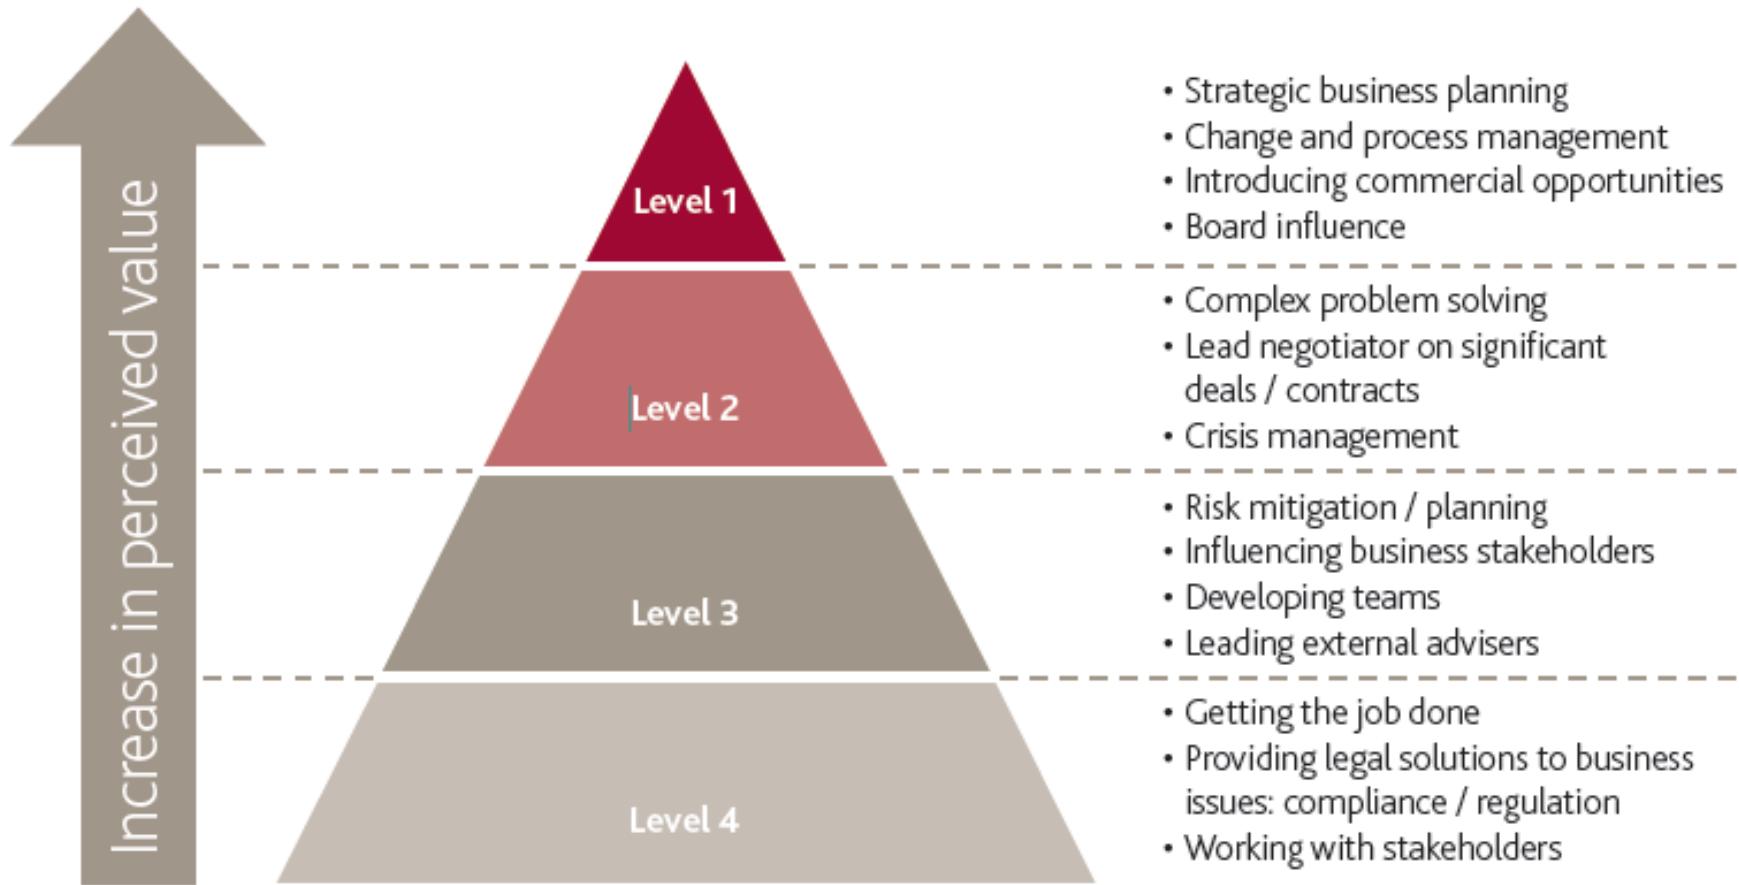 Increase in perceived value
Level 1
• Strategic business planning
• Change and process management
• Introducing commercial opportunities
• Board influence
Level 2
• Complex problem solving
• Lead negotiator on significant
deals / contracts
• Crisis management
Level 3
• Risk mitigation / planning
• Influencing business stakeholders
• Developing teams
• Leading external advisers
Level 4
• Getting the job done
• Providing legal solutions to business
issues: compliance / regulation
• Working with stakeholders